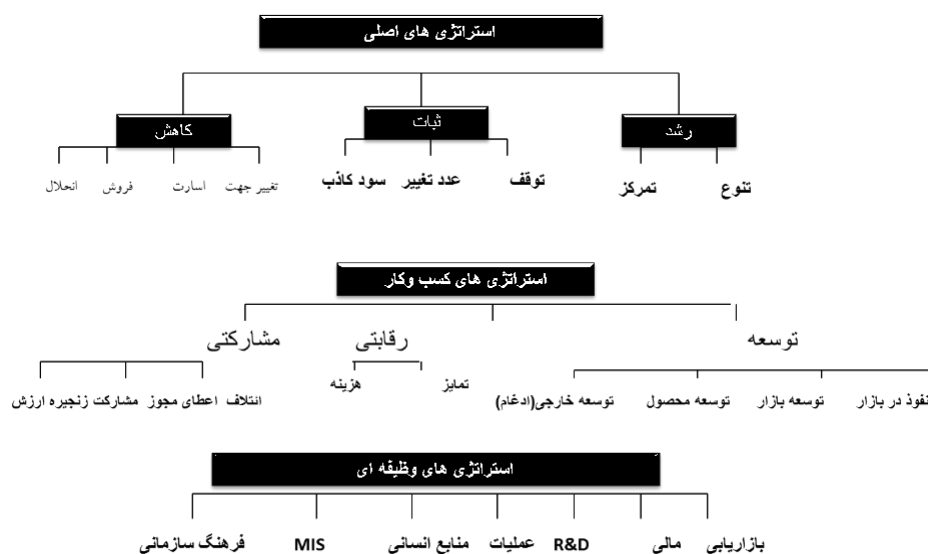 استراتژی های اصلی
رشد ثبات کاهش
تنوع تمرکز توقف عدد تغییر سود کاذب تغییر جهت اسارت فروش انحلال
استراتژی های کسب وکار
توسعه رقابتی مشارکتی
نفوذ در بازار توسعه بازار توسعه محصول توسعه خارجی(ادغام) تمایز هزینه ائتلاف اعطای مجوز مشارکت زنجیره ارزش
استراتژی های وظیفه ای
بازاریابی مالی R&D عملیات منابع انسانی MIS فرهنگ سازمانی